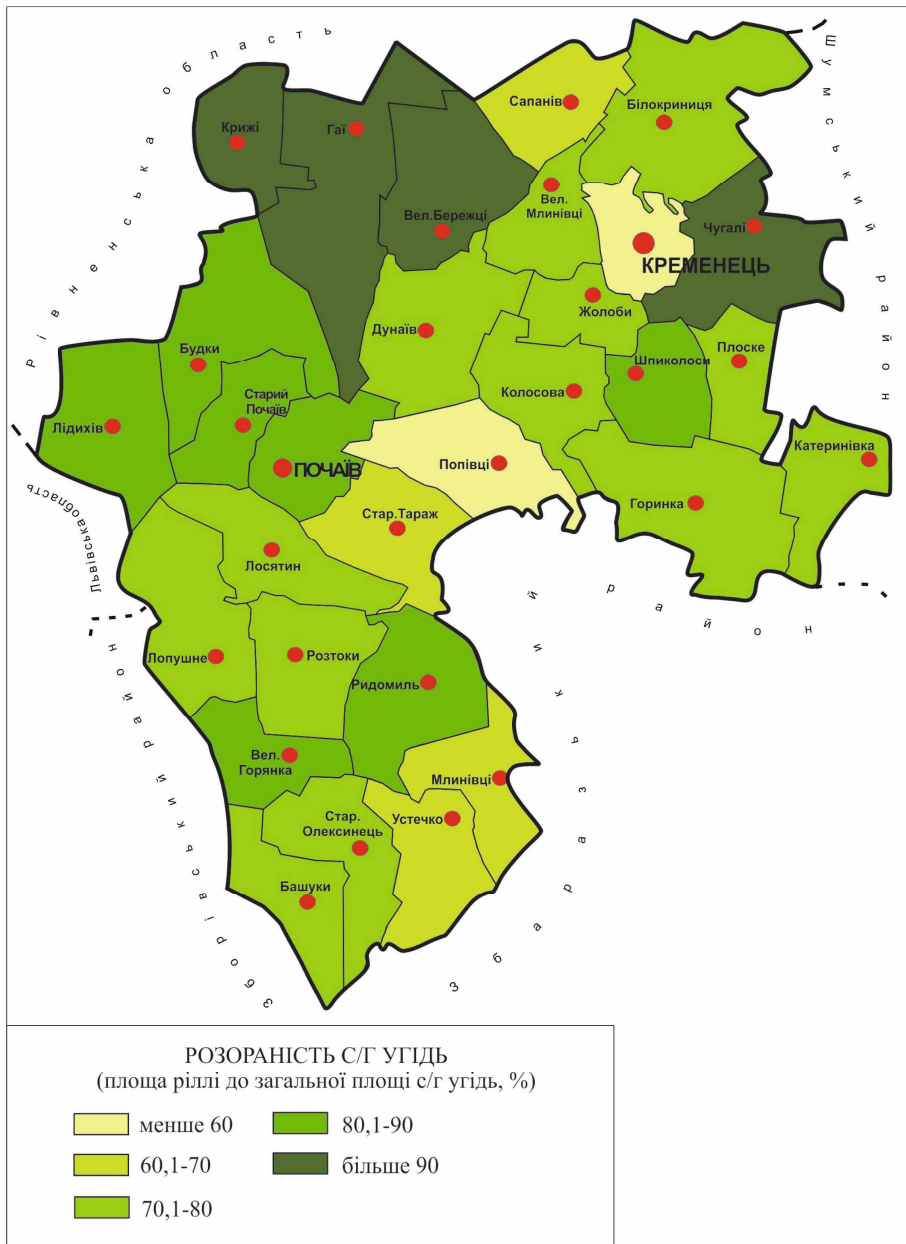 Рівненська область
Шумський район
Сапанів
Білокриниця
Крижі
Гаї
Вел.
Млинівці
Вел.Бережці
Чугалі
КРЕМЕНЕЦЬ
Жолоби
Дунаїв
Шпиколоси
Плоске
Будки
Колосова
Старий
Почаїв
Лідихів
Катеринівка
ПОЧАЇВ
Попівці
Горинка
Стар.Тараж
Львівська область
Лосятин
Лопушне
Розтоки
Ридомиль
Збаразький район
Зборівський район
Вел.
Горянка
Млинівці
Стар.
Олексинець
Устечко
Башуки
РОЗОРАНІСТЬ С/Г УГІДЬ
(площа ріллі до загальної площі с/г угідь, %)
менше 60
80,1-90
60,1-70
більше 90
70,1-80